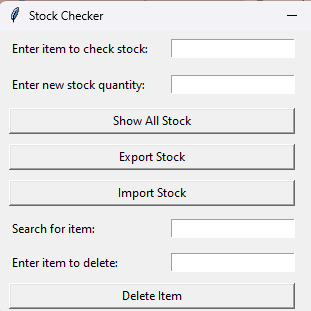 Stock Checker
Enter item to check stock:
Enter new stock quantity:
Show All Stock
Export Stock
Import Stock
Search for item:
Enter item to delete:
Delete Item